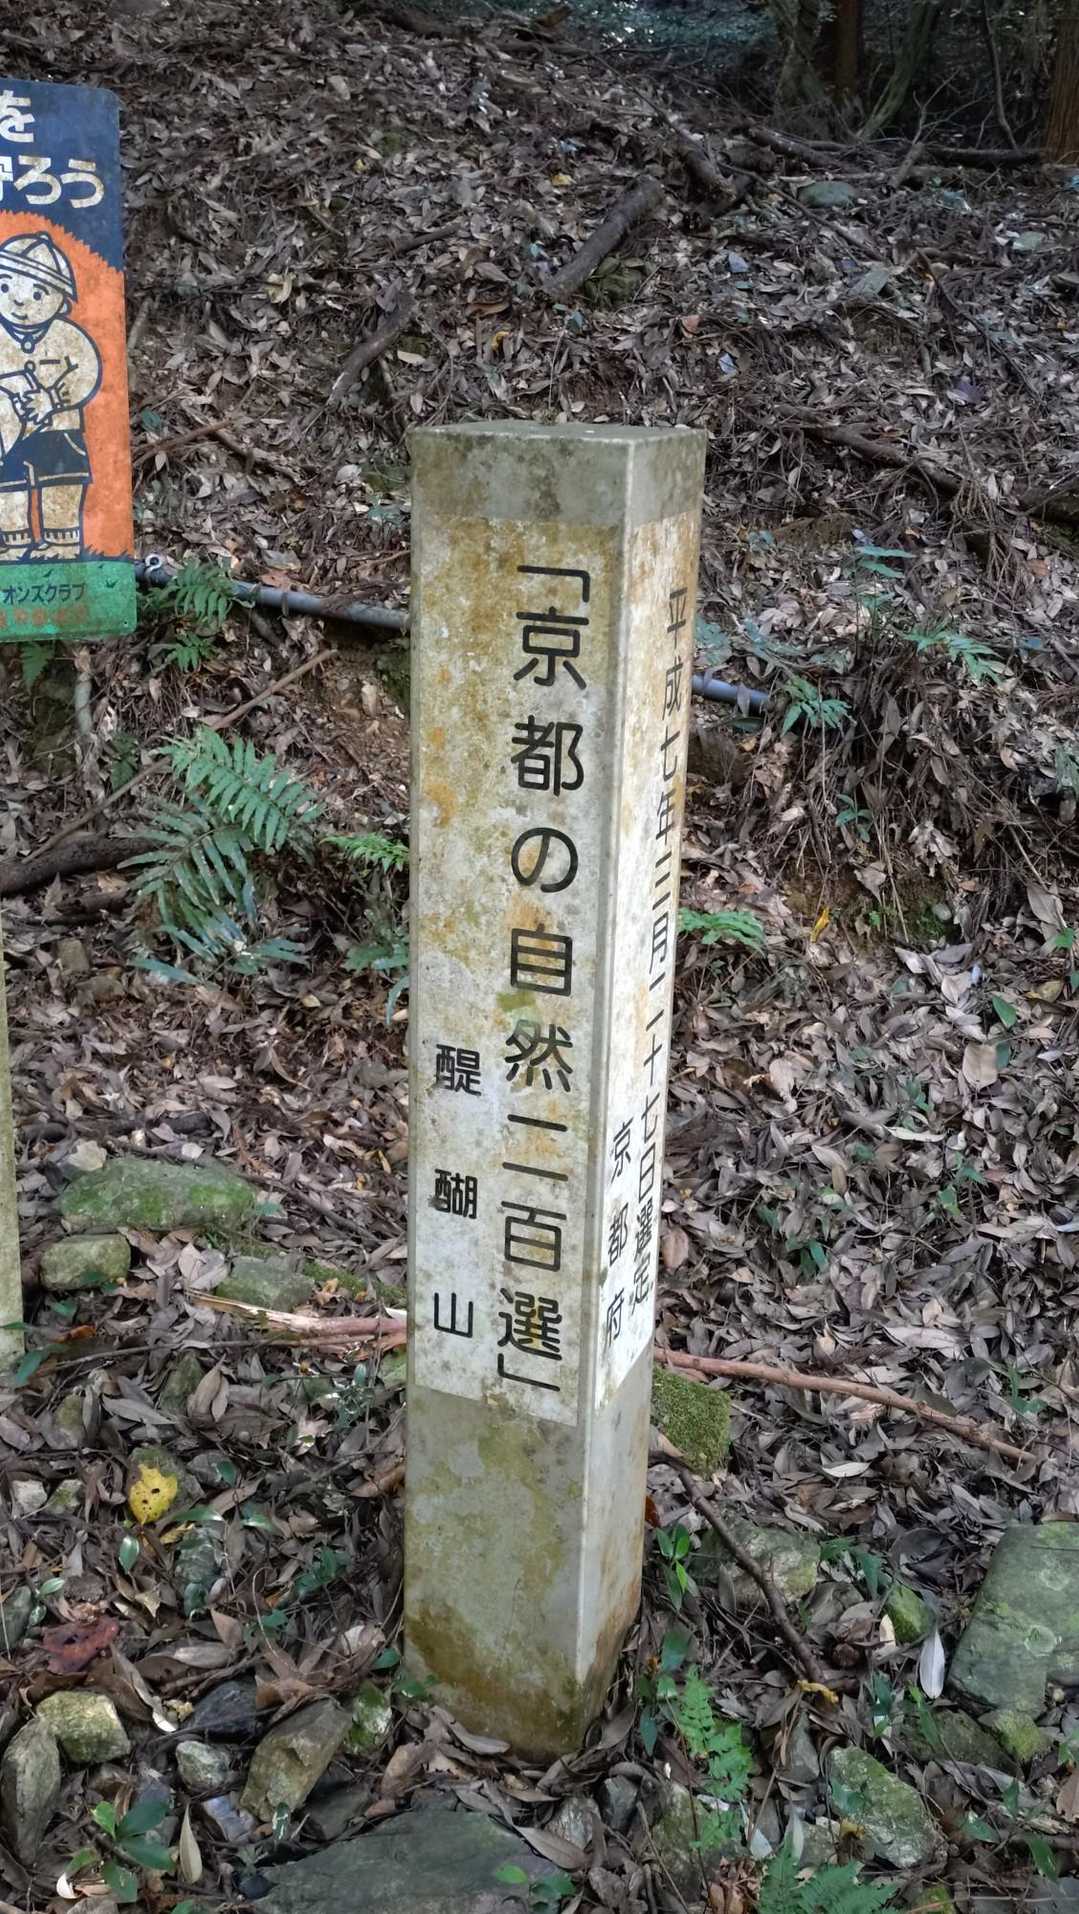 を
守ろう
オンズクラブ
「京都の自然二百選」
醍醐山
平成七年三月二十七日選定
京都府